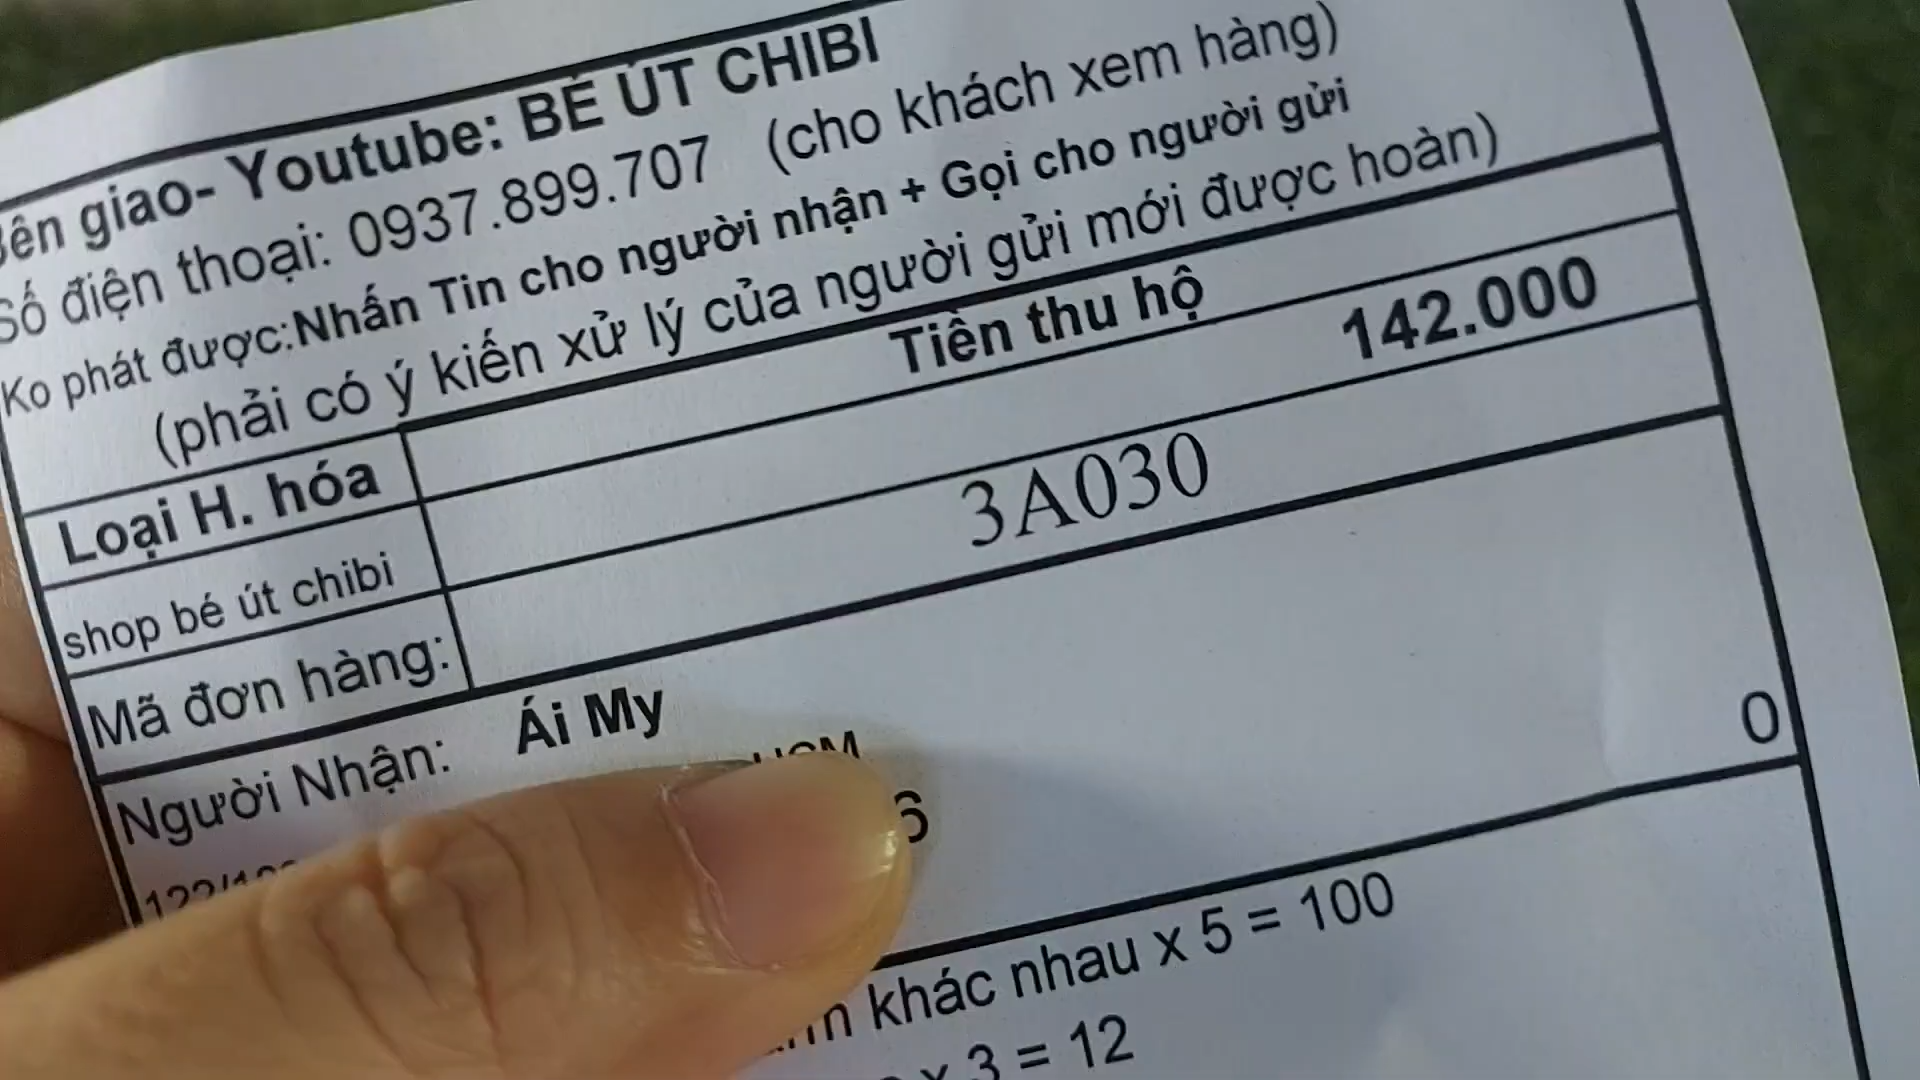 Bên giao- Youtube: BÉ ÚT CHIBI
Số điện thoại: 0937.899.707 (cho khách xem hàng)
Ko phát được:Nhấn Tin cho người nhận + Gọi cho người gửi
(phải có ý kiến xử lý của người gửi mới được hoàn)
Loại H. hóa Tiền thu hộ
shop bé út chibi 142.000
Mã đơn hàng: 3A030
Người Nhận: Ái My
HCM
0
khác nhau x 5 = 100
x 3 = 12